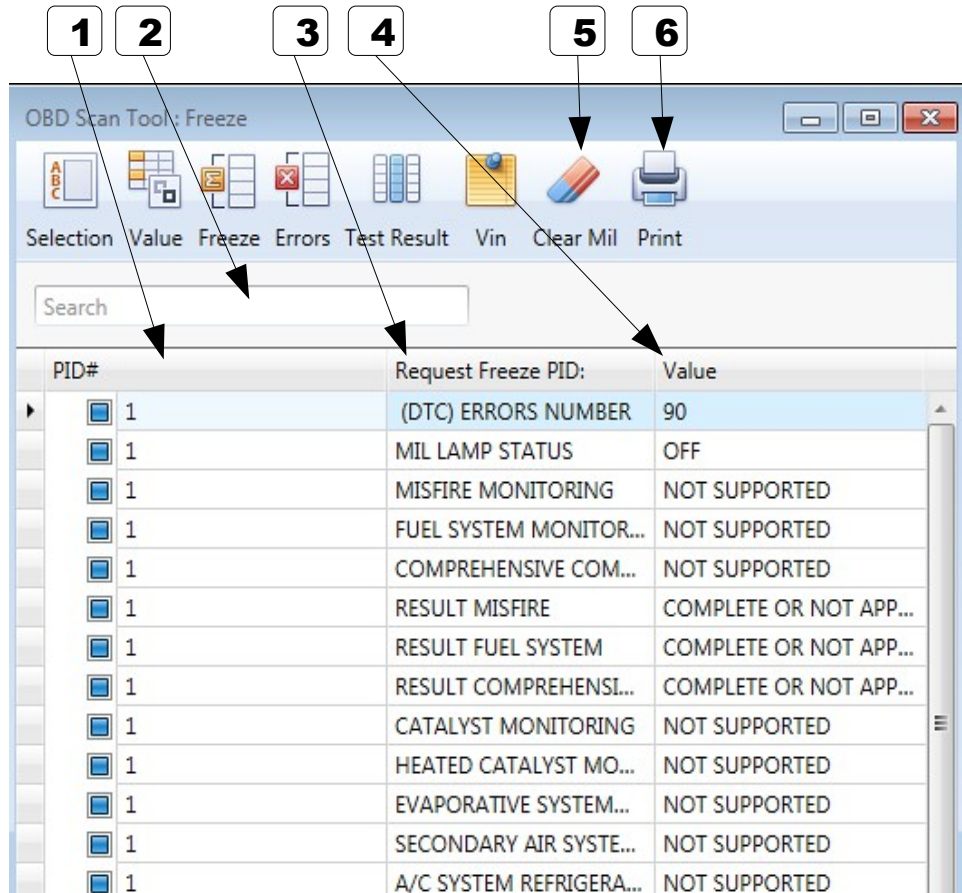 1 2 3 4 5 6
OBD Scan Tool : Freeze
A
B
C
Selection Value Freeze Errors Test Result Vin Clear Mil Print
Search
PID# Request Freeze PID: Value
1 (DTC) ERRORS NUMBER 90
1 MIL LAMP STATUS OFF
1 MISFIRE MONITORING NOT SUPPORTED
1 FUEL SYSTEM MONITOR... NOT SUPPORTED
1 COMPREHENSIVE COM... NOT SUPPORTED
1 RESULT MISFIRE COMPLETE OR NOT APP...
1 RESULT FUEL SYSTEM COMPLETE OR NOT APP...
1 RESULT COMPREHENSI... COMPLETE OR NOT APP...
1 CATALYST MONITORING NOT SUPPORTED
1 HEATED CATALYST MO... NOT SUPPORTED
1 EVAPORATIVE SYSTEM... NOT SUPPORTED
1 SECONDARY AIR SYSTE... NOT SUPPORTED
1 A/C SYSTEM REFRIGERA... NOT SUPPORTED